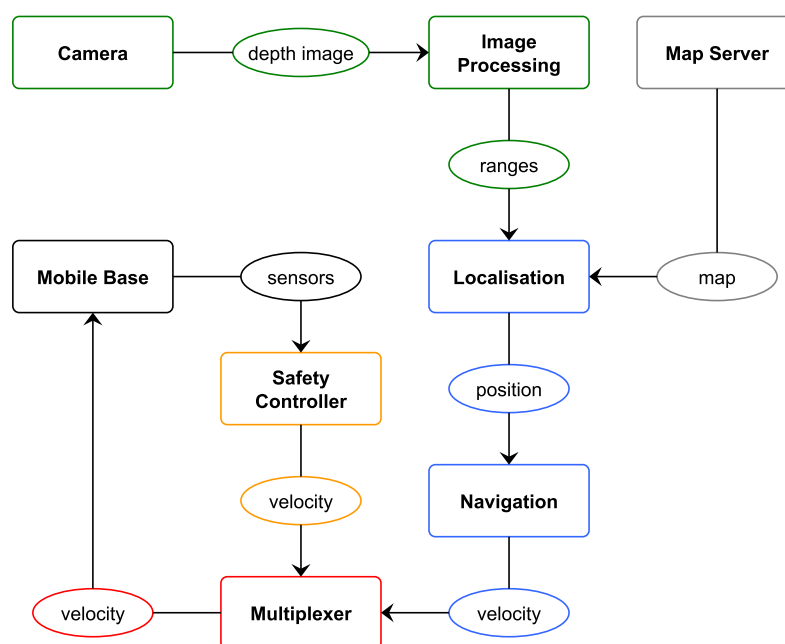 Camera
depth image
Image
Processing
Map Server
ranges
Mobile Base
sensors
Localisation
map
Safety
Controller
position
velocity
Navigation
velocity
Multiplexer
velocity